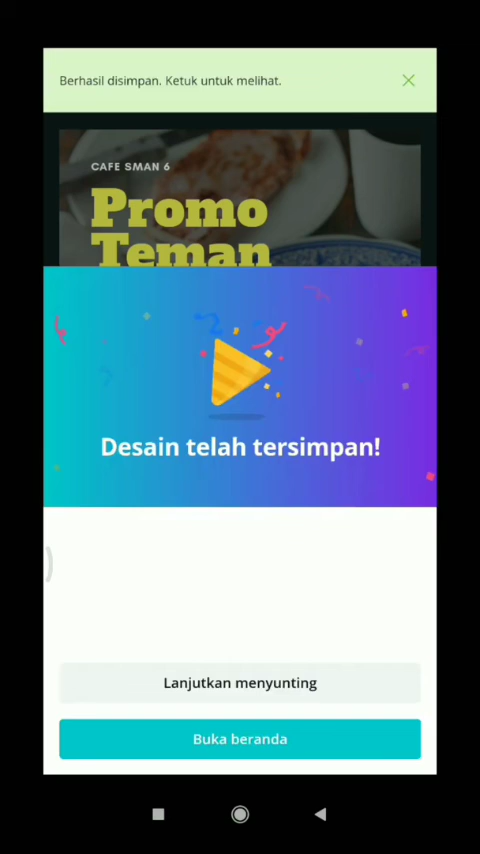 Berhasil disimpan. Ketuk untuk melihat.
CAFE SMAN 6
Promo
Teman
Desain telah tersimpan!
Lanjutkan menyunting
Buka beranda